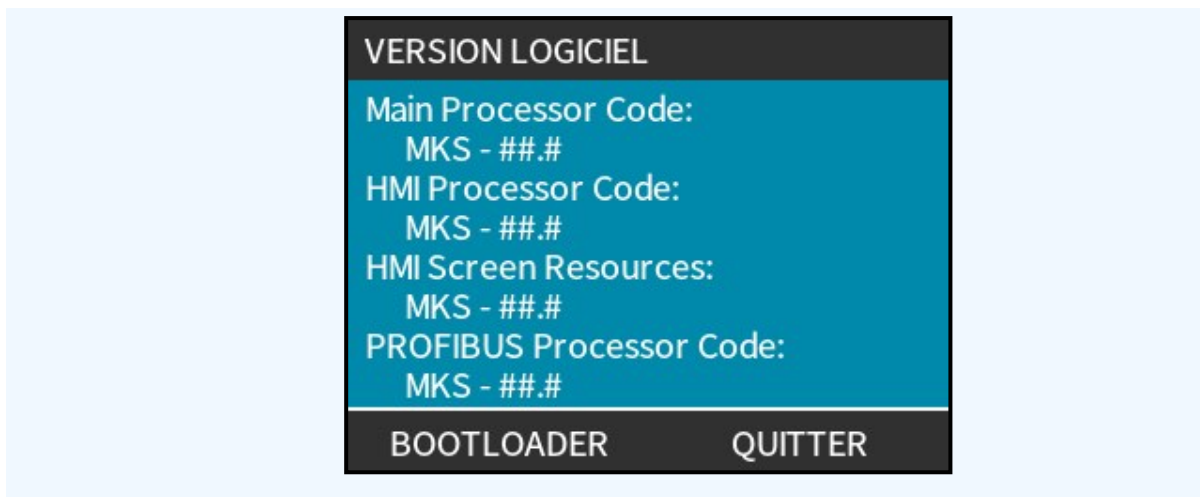 VERSION LOGICIEL
Main Processor Code:
MKS - ##.#
HMI Processor Code:
MKS - ##.#
HMI Screen Resources:
MKS - ##.#
PROFIBUS Processor Code:
MKS - ##.#
BOOTLOADER QUITTER